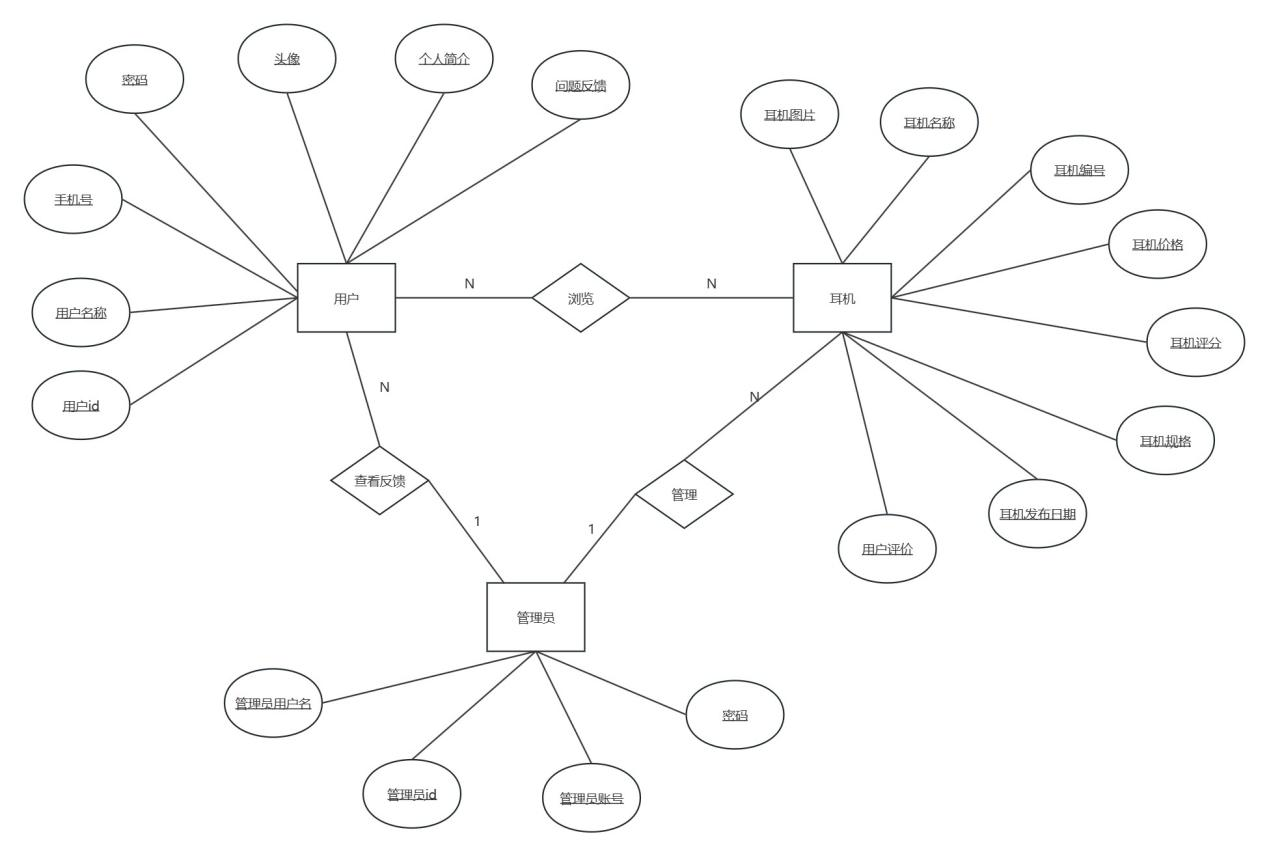 头像
个人简介
密码
问题反馈
耳机图片
耳机名称
耳机编号
手机号
耳机价格
N
N
用户
浏览
耳机
用户名称
耳机评分
N
N
用户id
耳机规格
查看反馈
管理
耳机发布日期
1
1
用户评价
管理员
管理员用户名
密码
管理员id
管理员账号